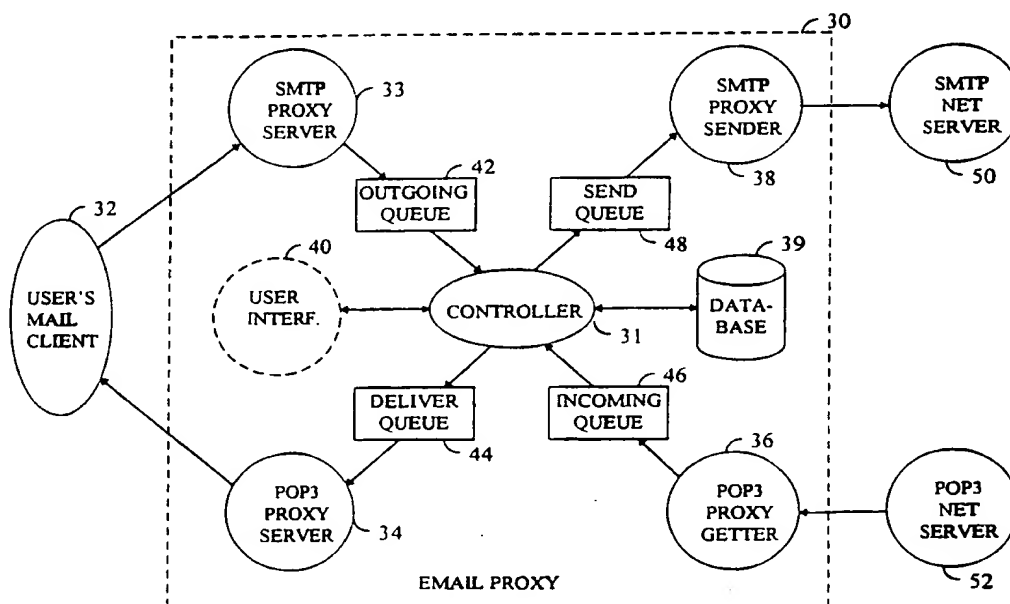 30
SMTP
PROXY
SERVER
33
SMTP
PROXY
SENDER
38
SMTP
NET
SERVER
50
42
OUTGOING
QUEUE
SEND
QUEUE
48
32
USER'S
MAIL
CLIENT
40
USER
INTERF.
CONTROLLER
31
39
DATA-
BASE
DELIVER
QUEUE
44
46
INCOMING
QUEUE
POP3
PROXY
SERVER
34
36
POP3
PROXY
GETTER
POP3
NET
SERVER
52
EMAIL PROXY